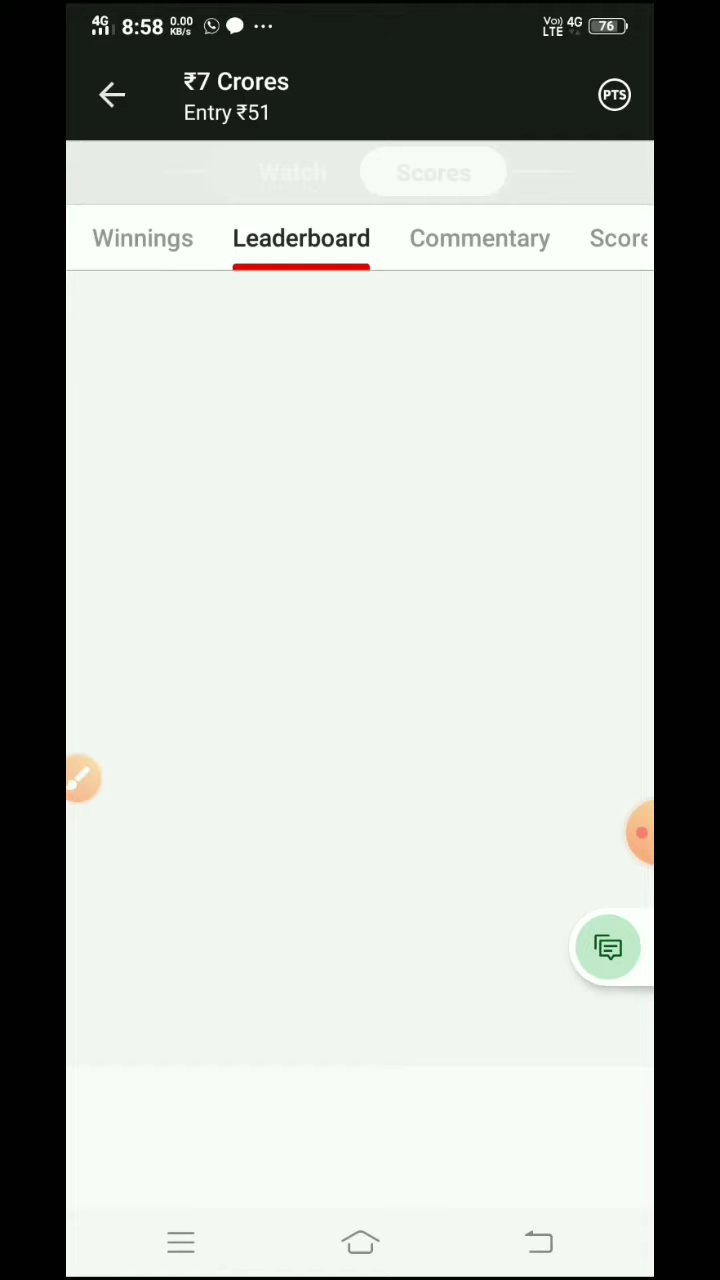 4G 8:58 0.00 KB/s ... Vo) LTE 4G 76
₹7 Crores
Entry ₹51
PTS
Watch Scores
Winnings Leaderboard Commentary Score